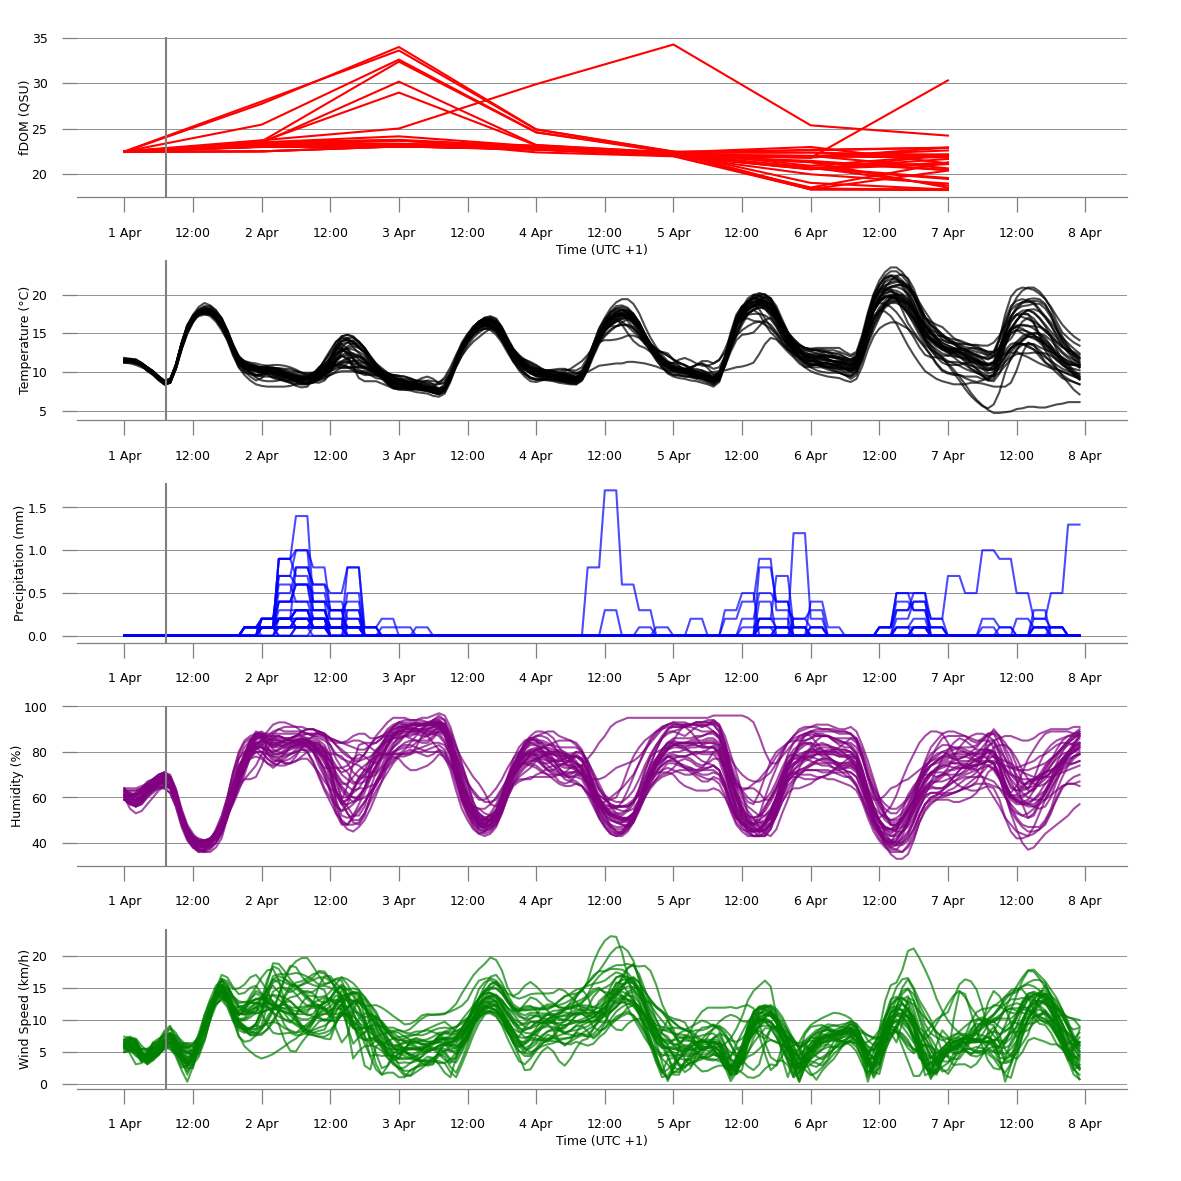 fDOM (QSU)
35
30
25
20
1 Apr 12:00 2 Apr 12:00 3 Apr 12:00 4 Apr 12:00 5 Apr 12:00 6 Apr 12:00 7 Apr 12:00 8 Apr
Time (UTC +1)
Temperature (°C)
20
15
10
5
1 Apr 12:00 2 Apr 12:00 3 Apr 12:00 4 Apr 12:00 5 Apr 12:00 6 Apr 12:00 7 Apr 12:00 8 Apr
Precipitation (mm)
1.5
1.0
0.5
0.0
1 Apr 12:00 2 Apr 12:00 3 Apr 12:00 4 Apr 12:00 5 Apr 12:00 6 Apr 12:00 7 Apr 12:00 8 Apr
Humidity (%)
100
80
60
40
1 Apr 12:00 2 Apr 12:00 3 Apr 12:00 4 Apr 12:00 5 Apr 12:00 6 Apr 12:00 7 Apr 12:00 8 Apr
Wind Speed (km/h)
20
15
10
5
0
1 Apr 12:00 2 Apr 12:00 3 Apr 12:00 4 Apr 12:00 5 Apr 12:00 6 Apr 12:00 7 Apr 12:00 8 Apr
Time (UTC +1)